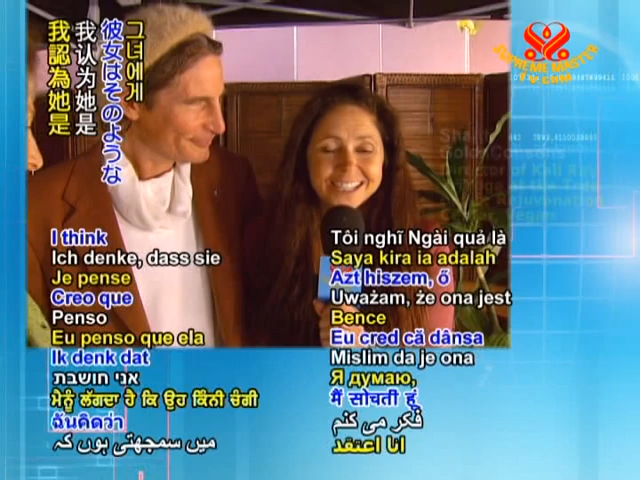 SUPREME MASTER
TV
그녀에게
彼女はそのような
我认为她是
我認為她是
I think
Ich denke, dass sie
Je pense
Creo que
Penso
Eu penso que ela
Ik denk dat
אני חושבת
ਮੈਨੂੰ ਲੱਗਦਾ ਹੈ ਕਿ ਉਹ ਕਿੰਨੀ ਚੰਗੀ
ฉันคิดว่า
میں سمجھتی ہوں کہ
Tôi nghĩ Ngài quả là
Saya kira ia adalah
Azt hiszem, ő
Uważam, że ona jest
Bence
Eu cred că dânsa
Mislim da je ona
Я думаю,
मैं सोचती हूं
فکر می کنم
انا اعتقد